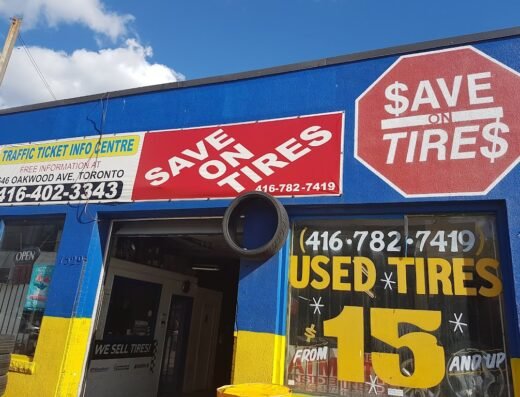 TRAFFIC TICKET INFO CENTRE
FREE INFORMATION AT
646 OAKWOOD AVE., TORONTO
416-402-3343
SAVE
ON
TIRES
416-782-7419
$AVE
ON
TIRE$
OPEN
WE SELL TIRES!
(416·782·7419)
USED TIRES
$15
FROM
AND UP